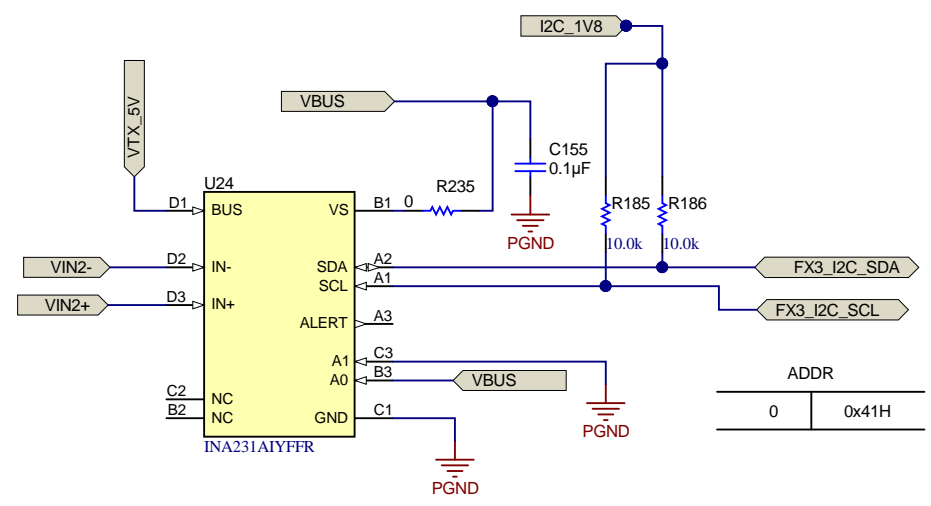 I2C_1V8
VTX_5V
VBUS
C155
0.1µF
U24
R235
R185
R186
D1
BUS
VS
B1
0
PGND
10.0k
10.0k
VIN2-
D2
IN-
SDA
A2
FX3_I2C_SDA
SCL
A1
VIN2+
D3
IN+
FX3_I2C_SCL
ALERT
A3
A1
C3
A0
B3
VBUS
ADDR
C2
NC
B2
NC
GND
C1
0
0x41H
PGND
INA231AIYFFR
PGND